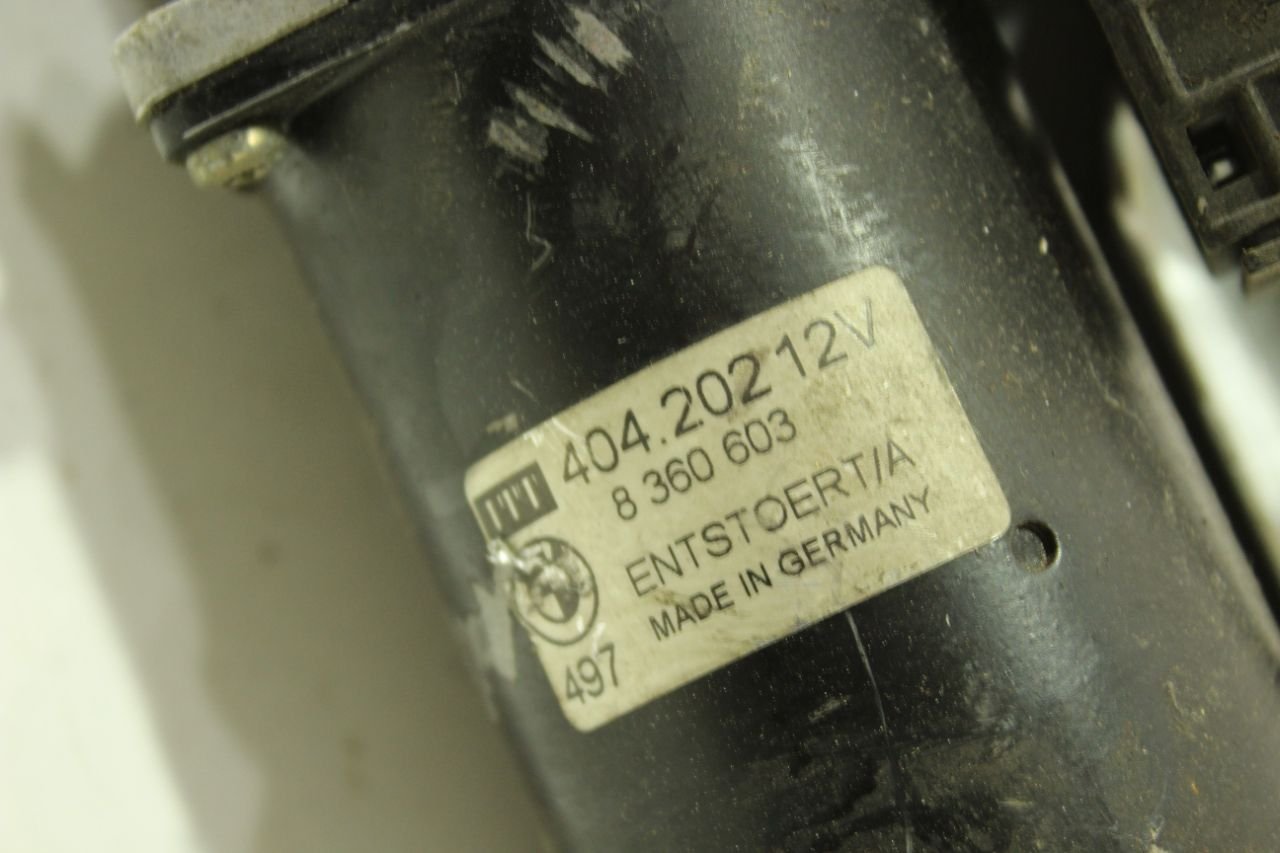 404.202 12V
ITT 8 360 603
ENTSTOERT/A
MADE IN GERMANY
497